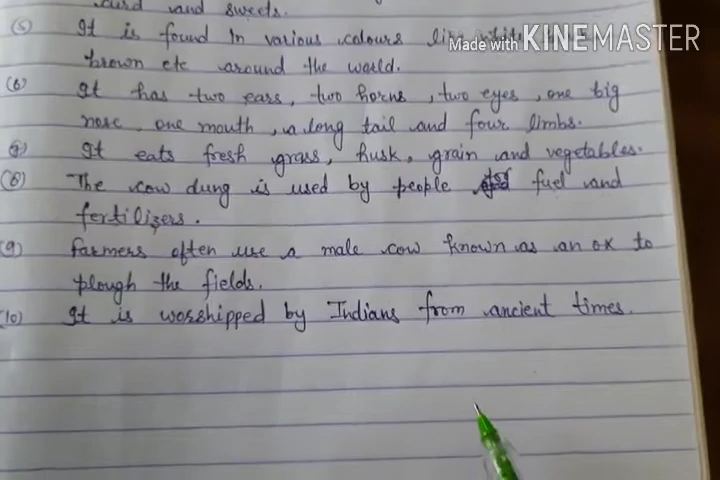 curd and sweets.
(5) It is found in various colours like white
Made with KINEMASTER
brown etc around the world.
(6) It has two ears, two horns, two eyes, one big
nose, one mouth, a long tail and four limbs.
(7) It eats fresh grass, husk, grain and vegetables.
(8) The cow dung is used by people fuel and
fertilizers.
(9) Farmers often use a male cow known as an ox to
plough the fields.
(10) It is worshipped by Indians from ancient times.